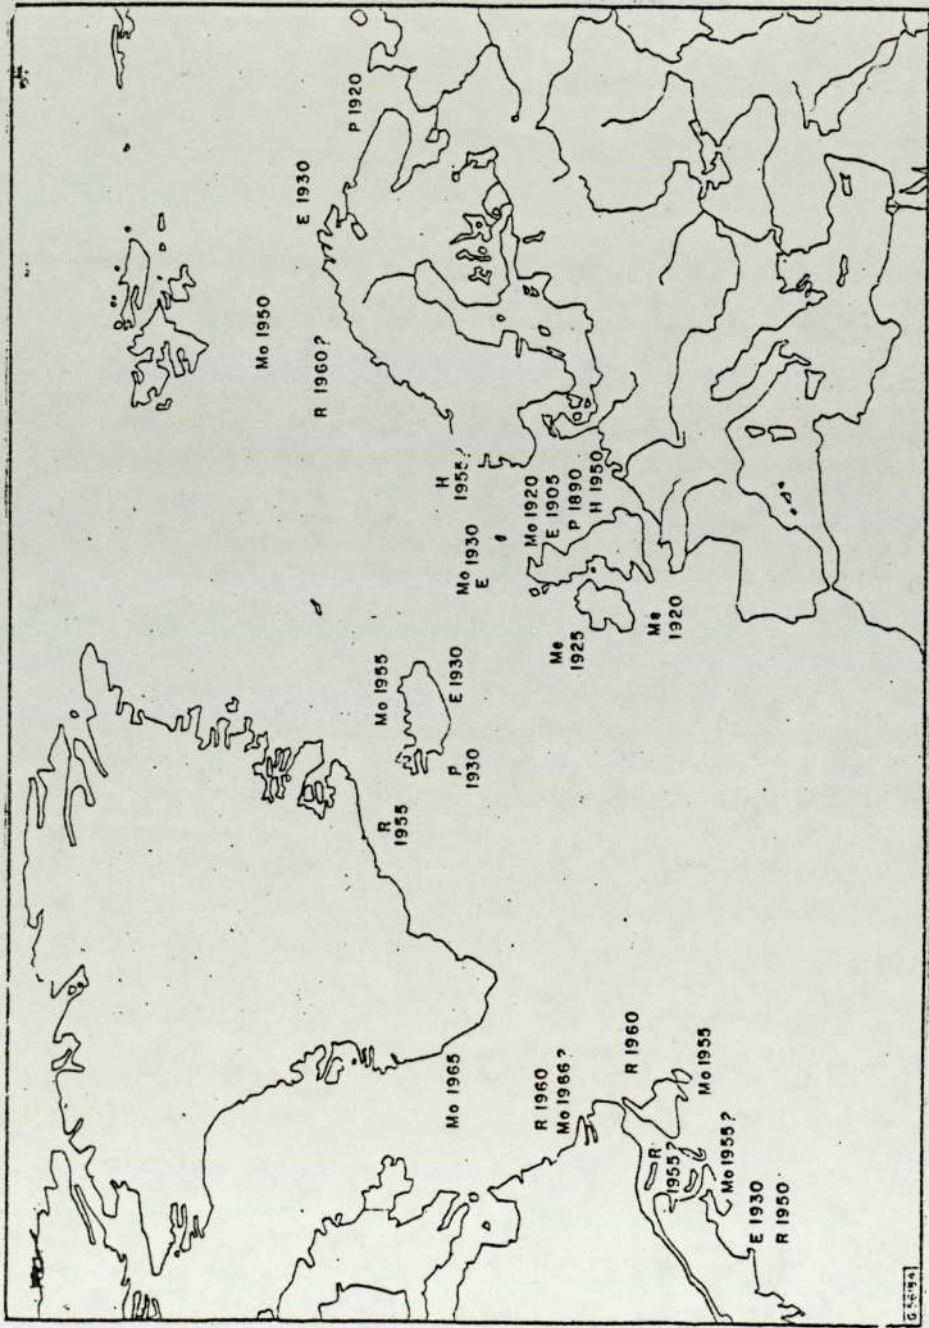 P 1920
E 1930
Mo 1950
R 1960?
H
1955?
Mo 1930
E
Mo 1920
E 1905
P 1890
H 1950
Me
1925
Me
1920
Mo 1955
E 1930
P
1930
R
1955
Mo 1965
R 1960
Mo 1966?
R 1960
Mo 1955
R
1955?
Mo 1955?
E 1930
R 1950